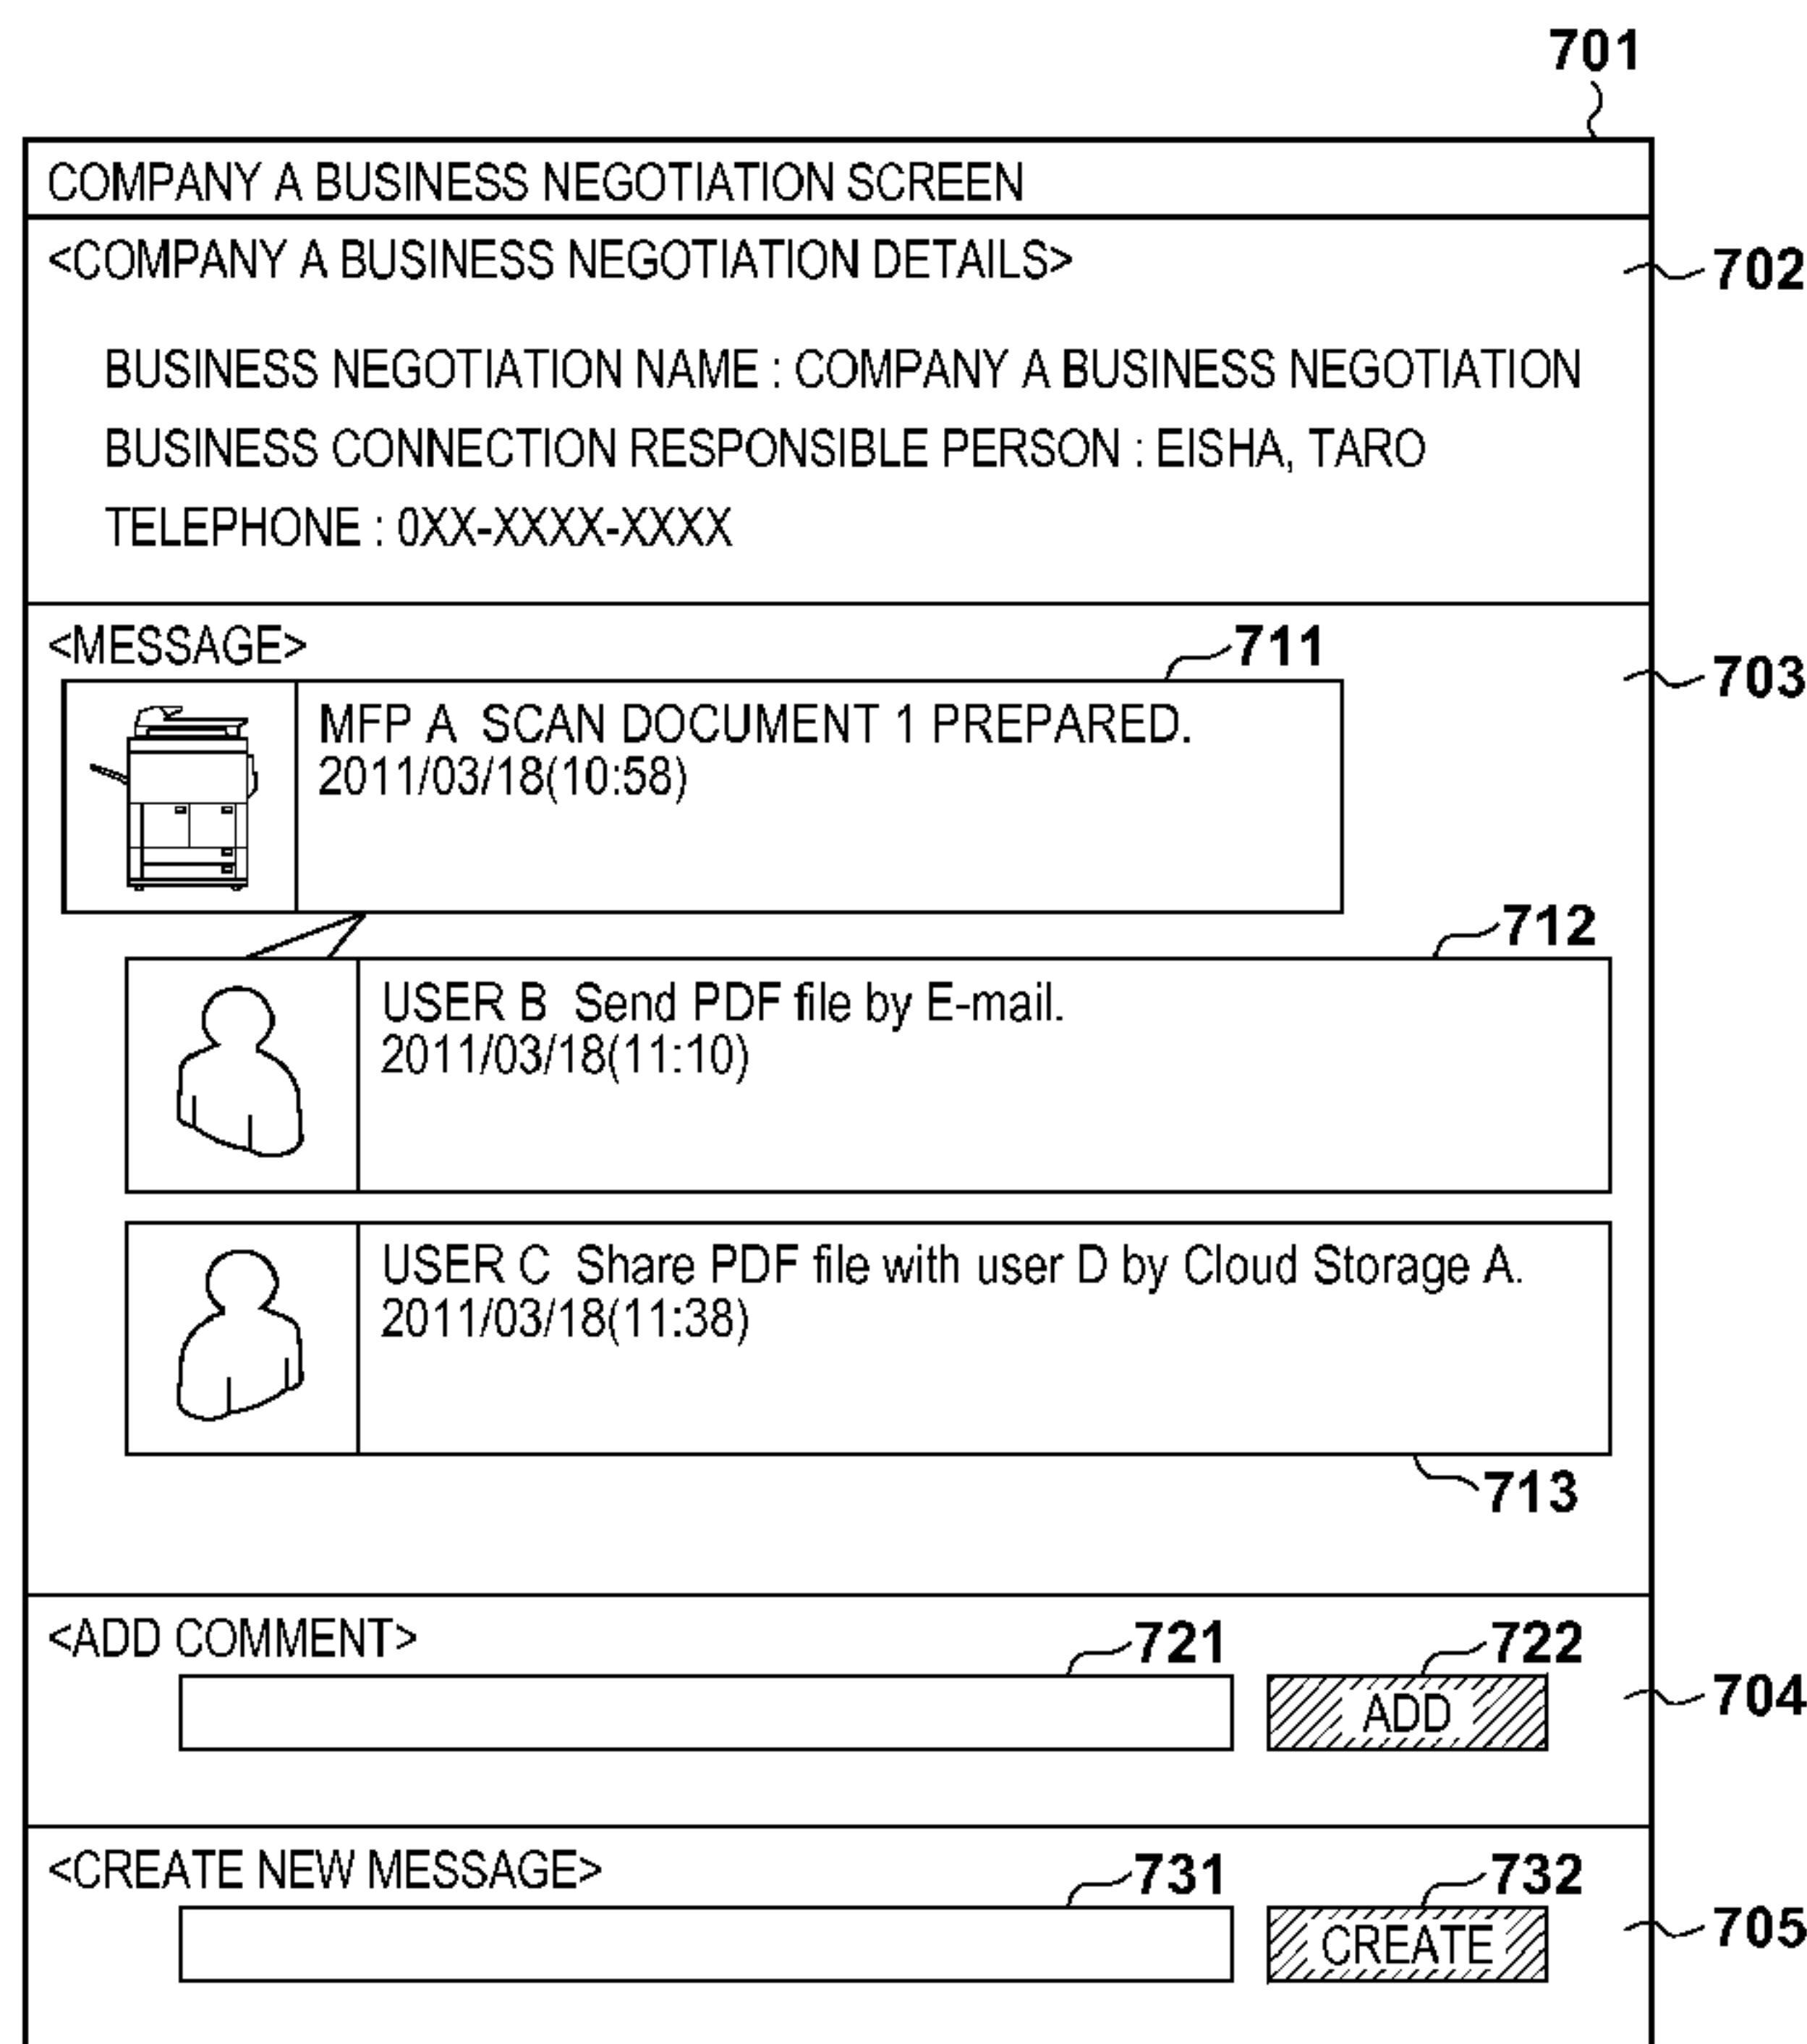 701
COMPANY A BUSINESS NEGOTIATION SCREEN
<COMPANY A BUSINESS NEGOTIATION DETAILS>
702
BUSINESS NEGOTIATION NAME : COMPANY A BUSINESS NEGOTIATION
BUSINESS CONNECTION RESPONSIBLE PERSON : EISHA, TARO
TELEPHONE : 0XX-XXXX-XXXX
<MESSAGE>
711
703
MFP A SCAN DOCUMENT 1 PREPARED.
2011/03/18(10:58)
712
USER B Send PDF file by E-mail.
2011/03/18(11:10)
USER C Share PDF file with user D by Cloud Storage A.
2011/03/18(11:38)
713
<ADD COMMENT>
721
722
ADD
704
<CREATE NEW MESSAGE>
731
732
CREATE
705